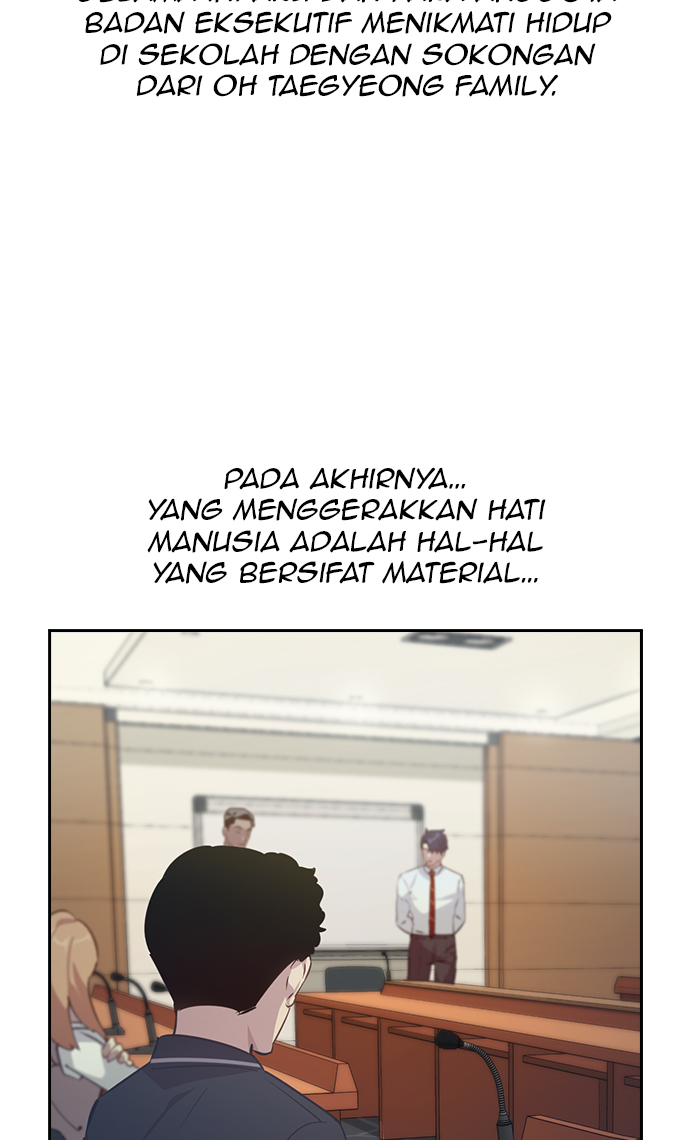 BADAN EKSEKUTIF MENIKMATI HIDUP
DI SEKOLAH DENGAN SOKONGAN
DARI OH TAEGYEONG FAMILY.
PADA AKHIRNYA...
YANG MENGGERAKKAN HATI
MANUSIA ADALAH HAL-HAL
YANG BERSIFAT MATERIAL...